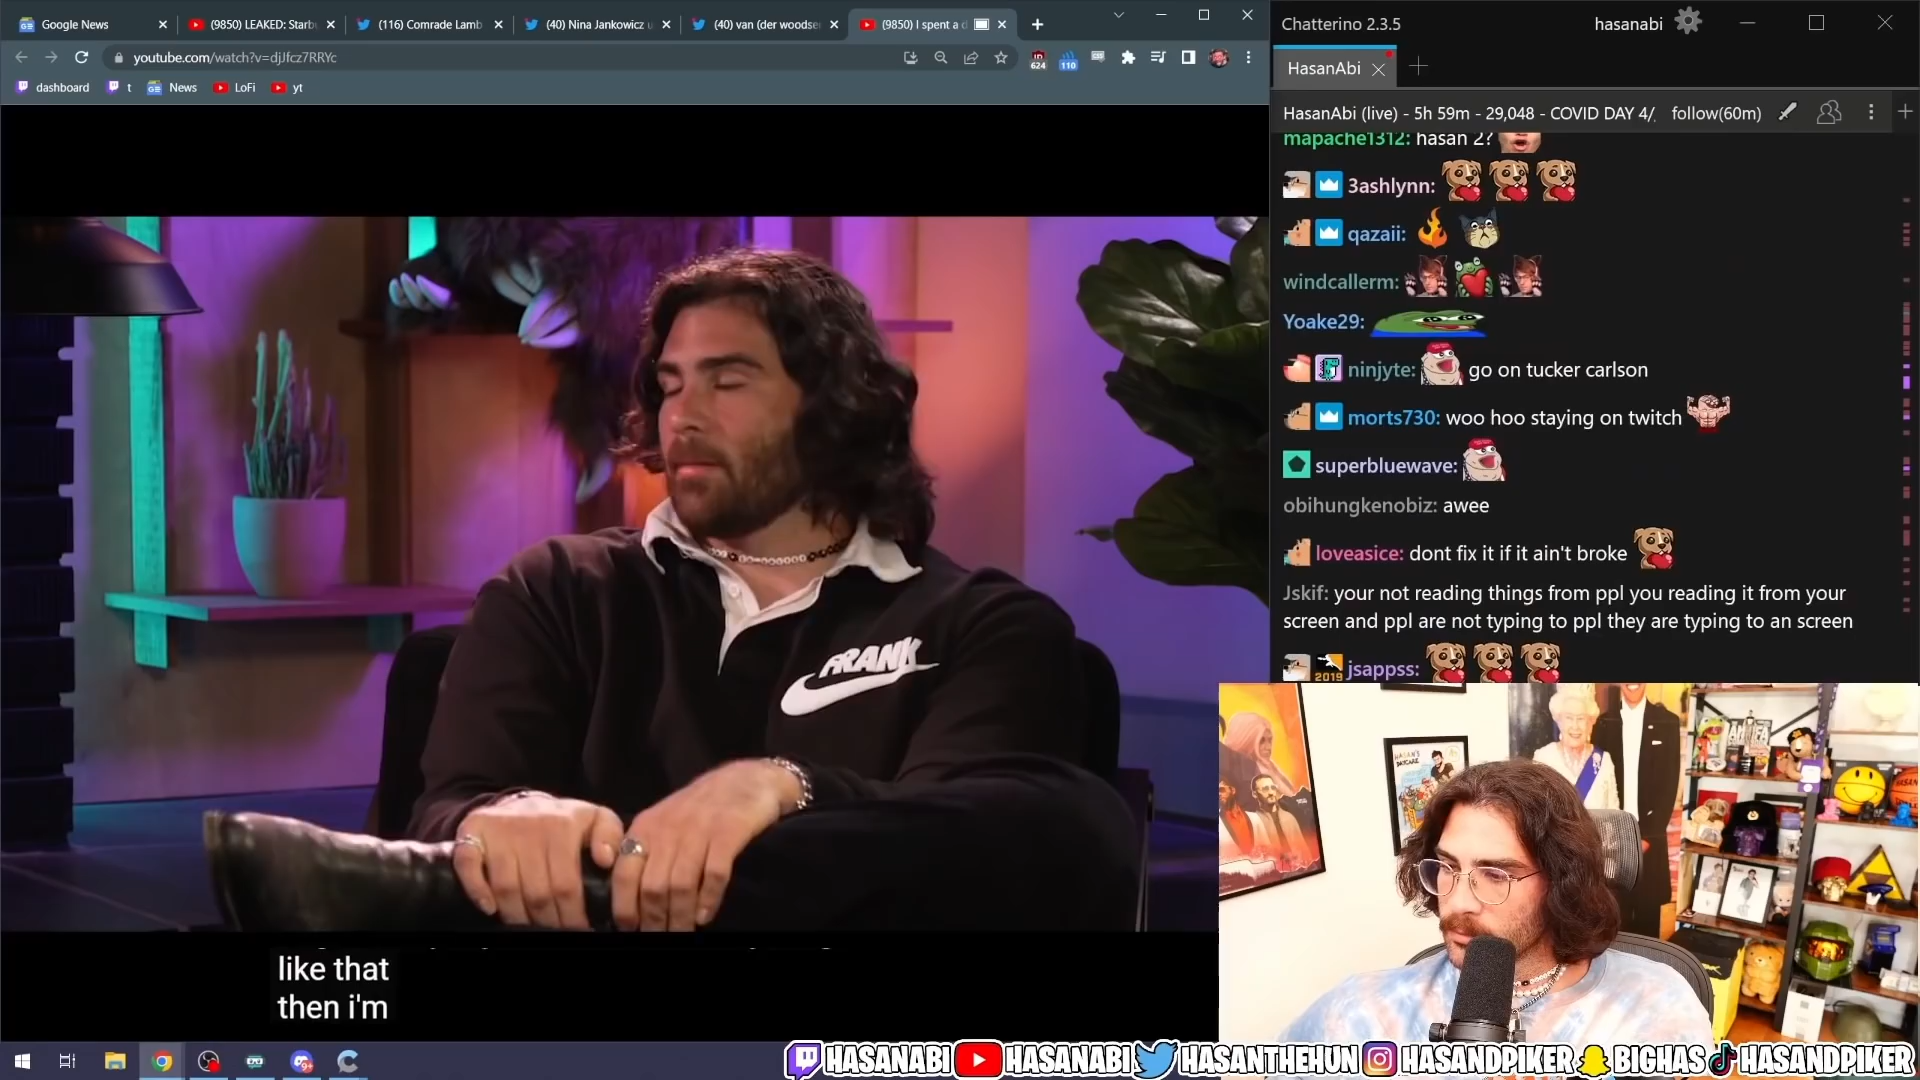 Google News
(9850) LEAKED: Starb
(116) Comrade Lamb
(40) Nina Jankowicz u
(40) van (der woodse
(9850) I spent a d
youtube.com/watch?v=djJfcz7RRYc
624
110
dashboard
t
News
LoFi
yt
FRANK
like that
then i'm
Chatterino 2.3.5
hasanabi
HasanAbi
HasanAbi (live) - 5h 59m - 29,048 - COVID DAY 4/
follow(60m)
mapache1312: hasan 2?
3ashlynn:
qazaii:
windcallerm:
Yoake29:
ninjyte: go on tucker carlson
morts730: woo hoo staying on twitch
superbluewave:
obihungkenobiz: awee
loveasice: dont fix it if it ain't broke
Jskif: your not reading things from ppl you reading it from your
screen and ppl are not typing to ppl they are typing to an screen
2019 jsappss:
HASANABI HASANABI HASANTHEHUN HASANDPIKER BIGHAS HASANDPIKER